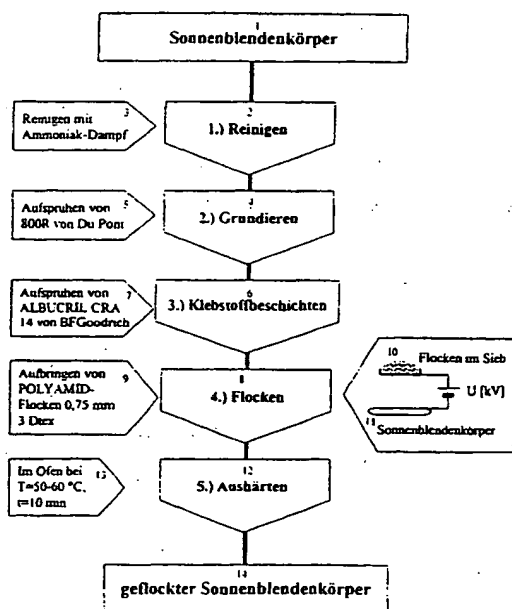 1
Sonnenblendenkörper
3
Reinigen mit
Ammoniak-Dampf
2
1.) Reinigen
5
Aufspruhen von
800R von Du Pont
4
2.) Grundieren
7
Aufspruhen von
ALBUCRIL CRA
14 von BFGoodrich
6
3.) Klebstoffbeschichten
9
Aufbringen von
POLYAMID-
Flocken 0,75 mm
3 Dtex
8
4.) Flocken
10
Flocken im Sieb
U [kV]
11
Sonnenblendenkörper
13
Im Ofen bei
T=50-60 °C,
t=10 min
12
5.) Aushärten
14
geflockter Sonnenblendenkörper